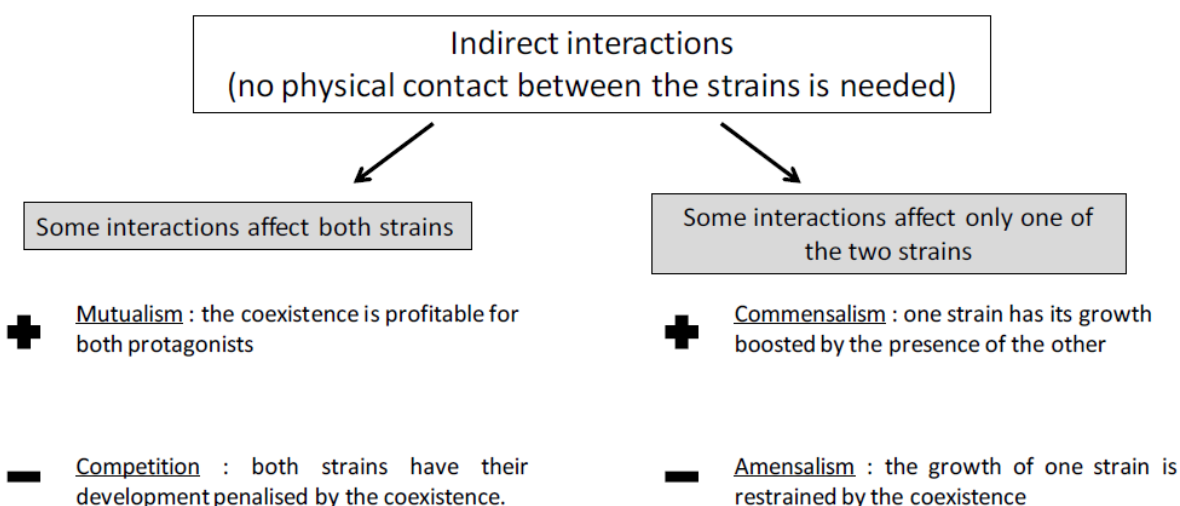 Indirect interactions
(no physical contact between the strains is needed)
Some interactions affect both strains
Some interactions affect only one of
the two strains
Mutualism : the coexistence is profitable for
both protagonists
Commensalism : one strain has its growth
boosted by the presence of the other
Competition : both strains have their
development penalised by the coexistence.
Amensalism : the growth of one strain is
restrained by the coexistence